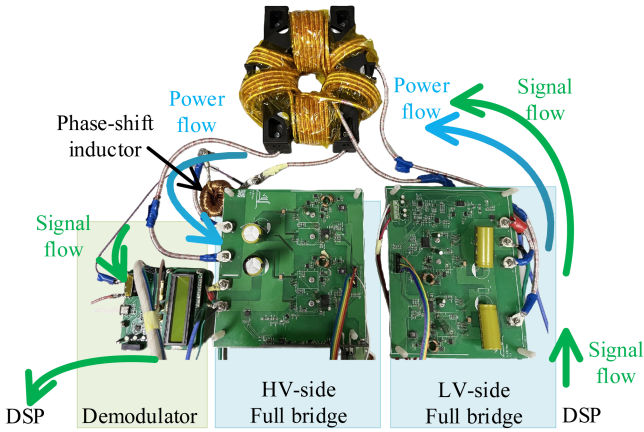 Power
flow
Power
flow
Signal
flow
Phase-shift
inductor
Signal
flow
Signal
flow
DSP
Demodulator
HV-side
Full bridge
LV-side
Full bridge
DSP